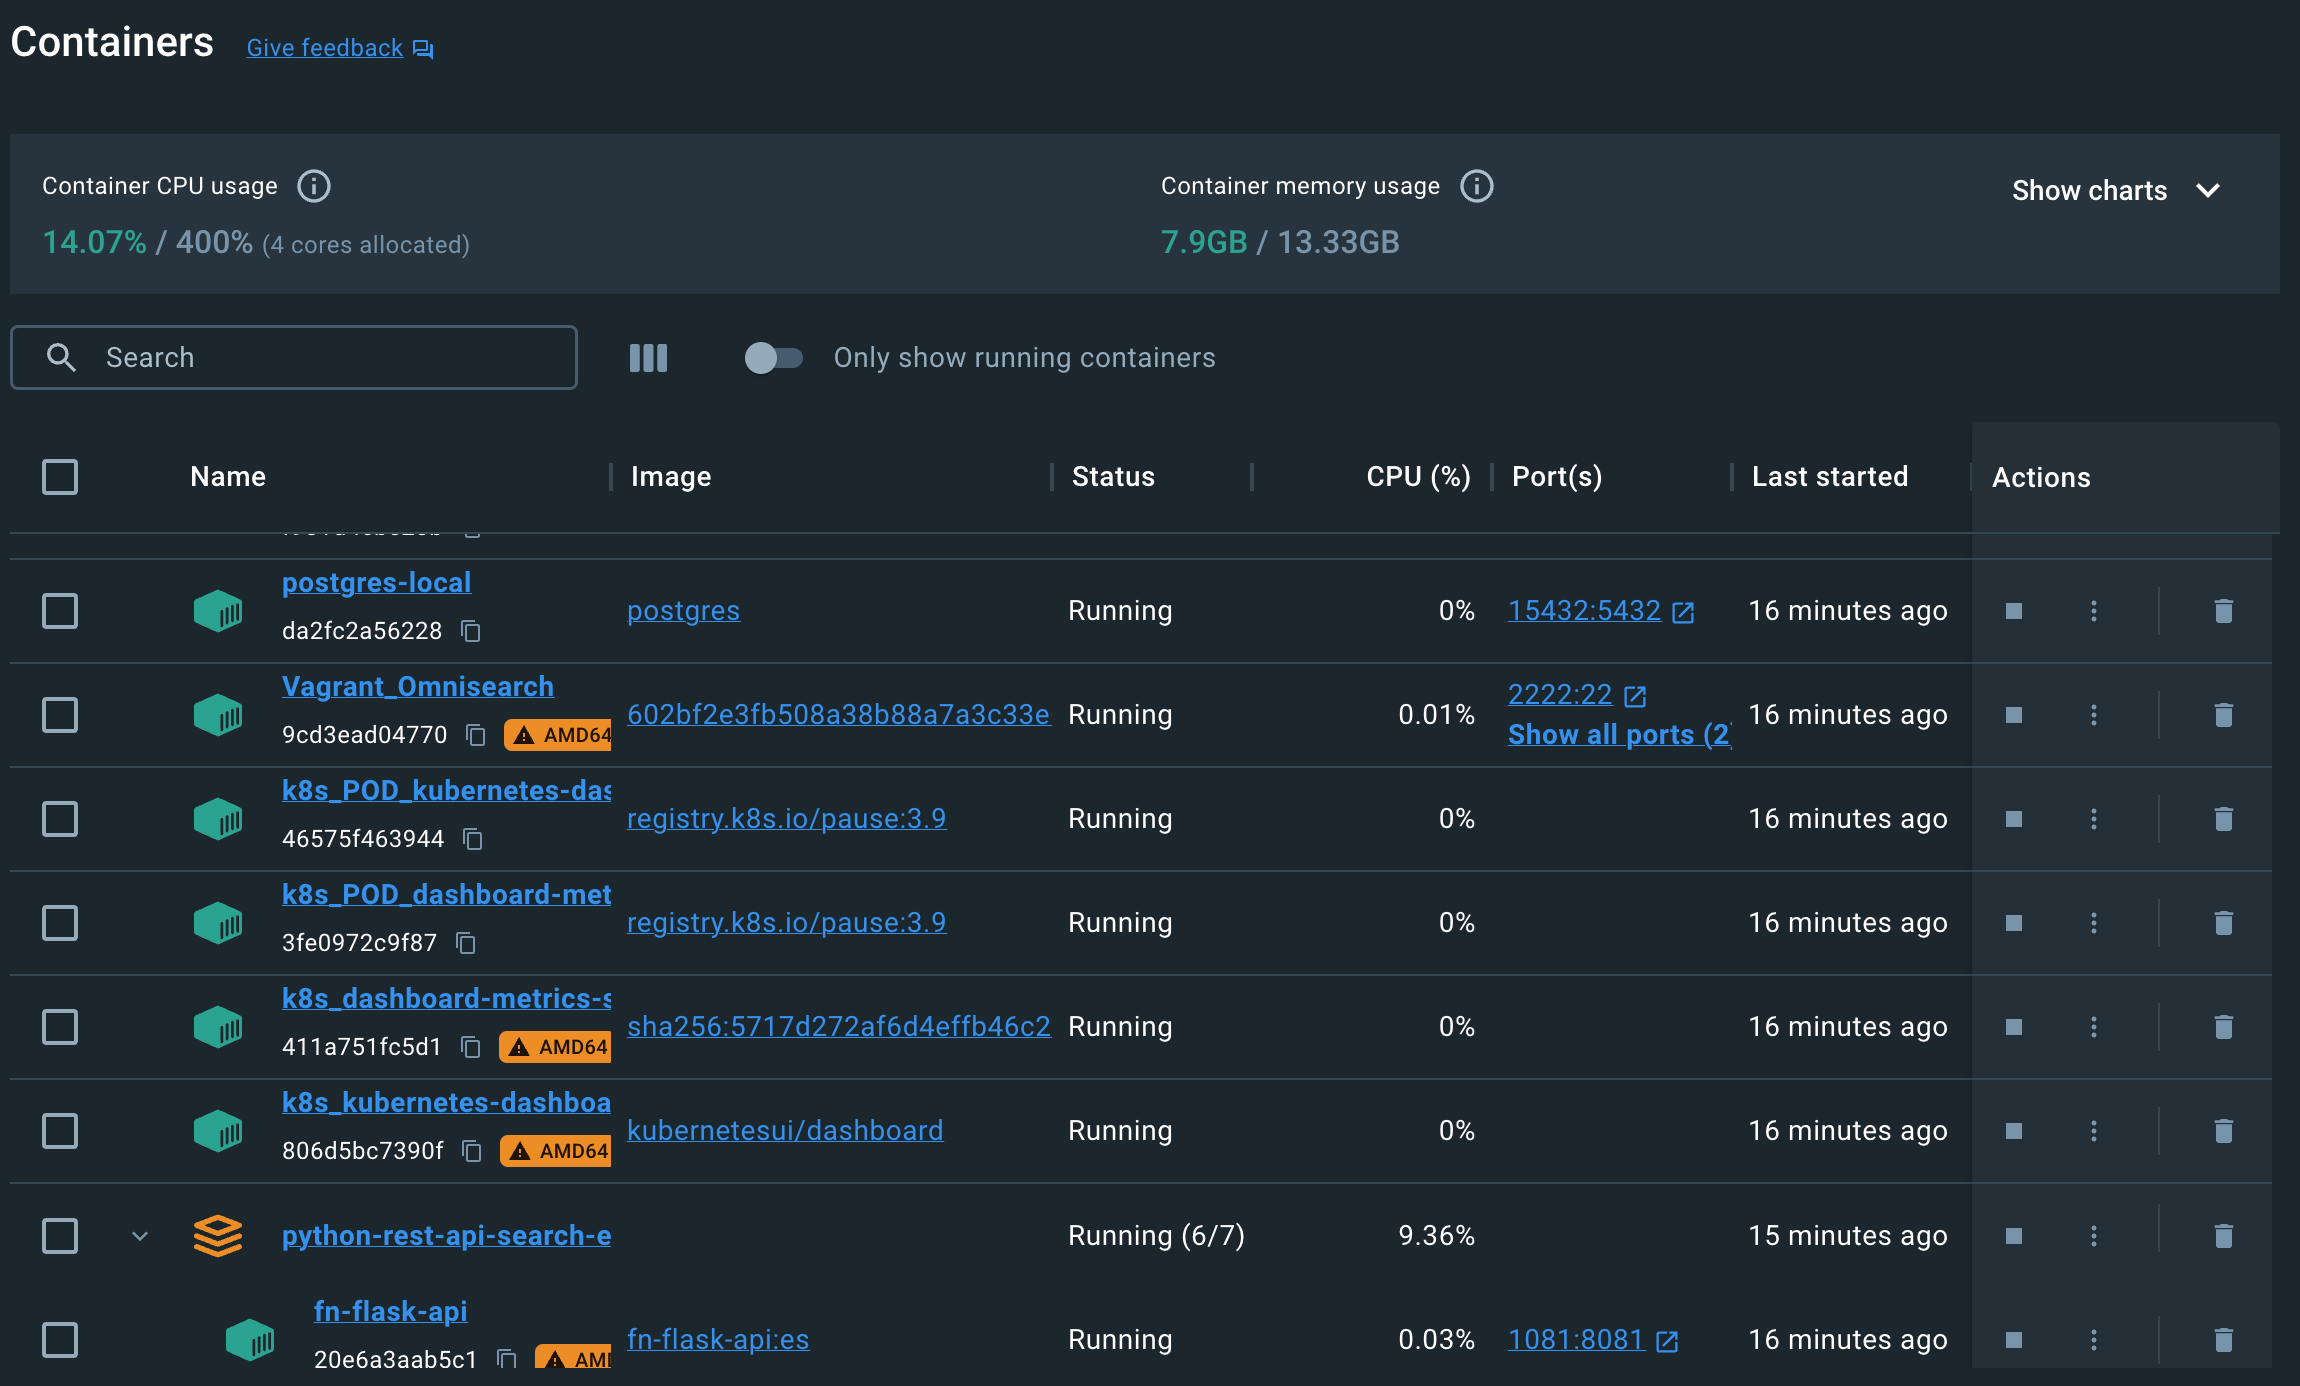 Containers Give feedback
Container CPU usage
14.07% / 400% (4 cores allocated)
Container memory usage
7.9GB / 13.33GB
Show charts
Search
Only show running containers
Name Image Status CPU (%) Port(s) Last started Actions
postgres-local
da2fc2a56228
postgres Running 0% 15432:5432 16 minutes ago
Vagrant_Omnisearch
9cd3ead04770 AMD64
602bf2e3fb508a38b88a7a3c33e Running 0.01% 2222:22
Show all ports (2)
16 minutes ago
k8s_POD_kubernetes-das
46575f463944
registry.k8s.io/pause:3.9 Running 0% 16 minutes ago
k8s_POD_dashboard-met
3fe0972c9f87
registry.k8s.io/pause:3.9 Running 0% 16 minutes ago
k8s_dashboard-metrics-s
411a751fc5d1 AMD64
sha256:5717d272af6d4effb46c2 Running 0% 16 minutes ago
k8s_kubernetes-dashboa
806d5bc7390f AMD64
kubernetesui/dashboard Running 0% 16 minutes ago
python-rest-api-search-e Running (6/7) 9.36% 15 minutes ago
fn-flask-api
20e6a3aab5c1
fn-flask-api:es Running 0.03% 1081:8081 16 minutes ago